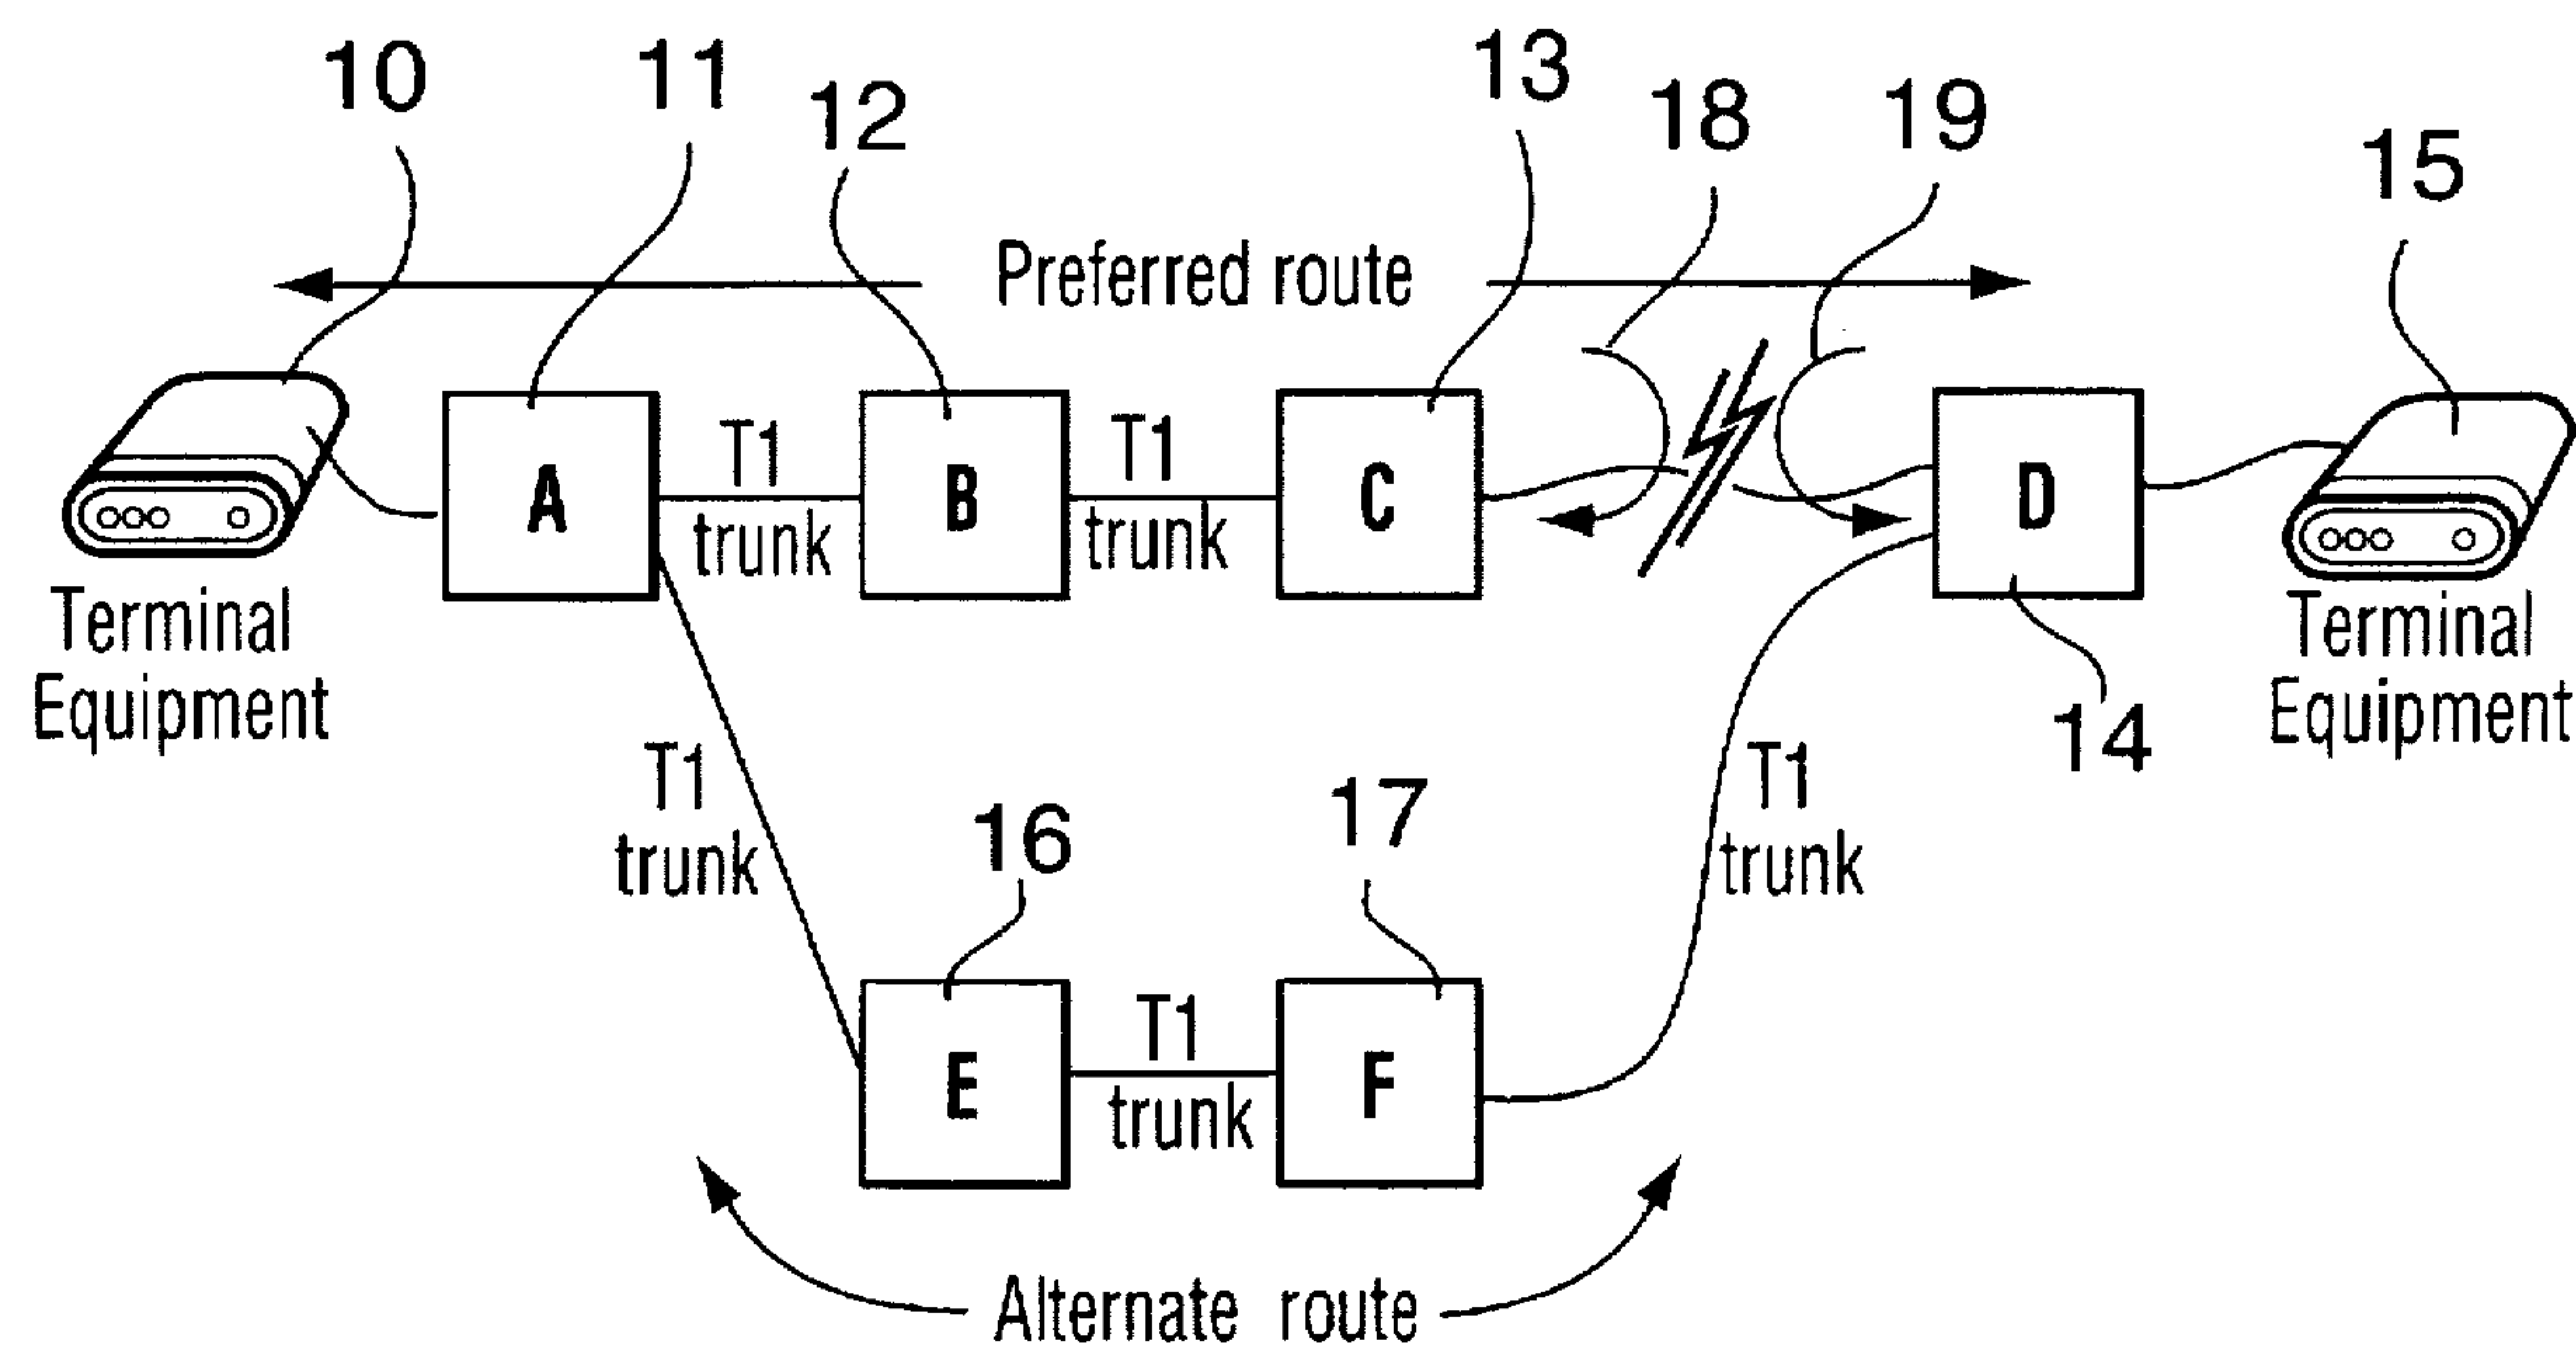 10
11
12
13
18
19
15
Preferred route
A
T1
trunk
B
T1
trunk
C
D
Terminal
Equipment
Terminal
Equipment
14
T1
trunk
16
17
T1
trunk
E
T1
trunk
F
Alternate route